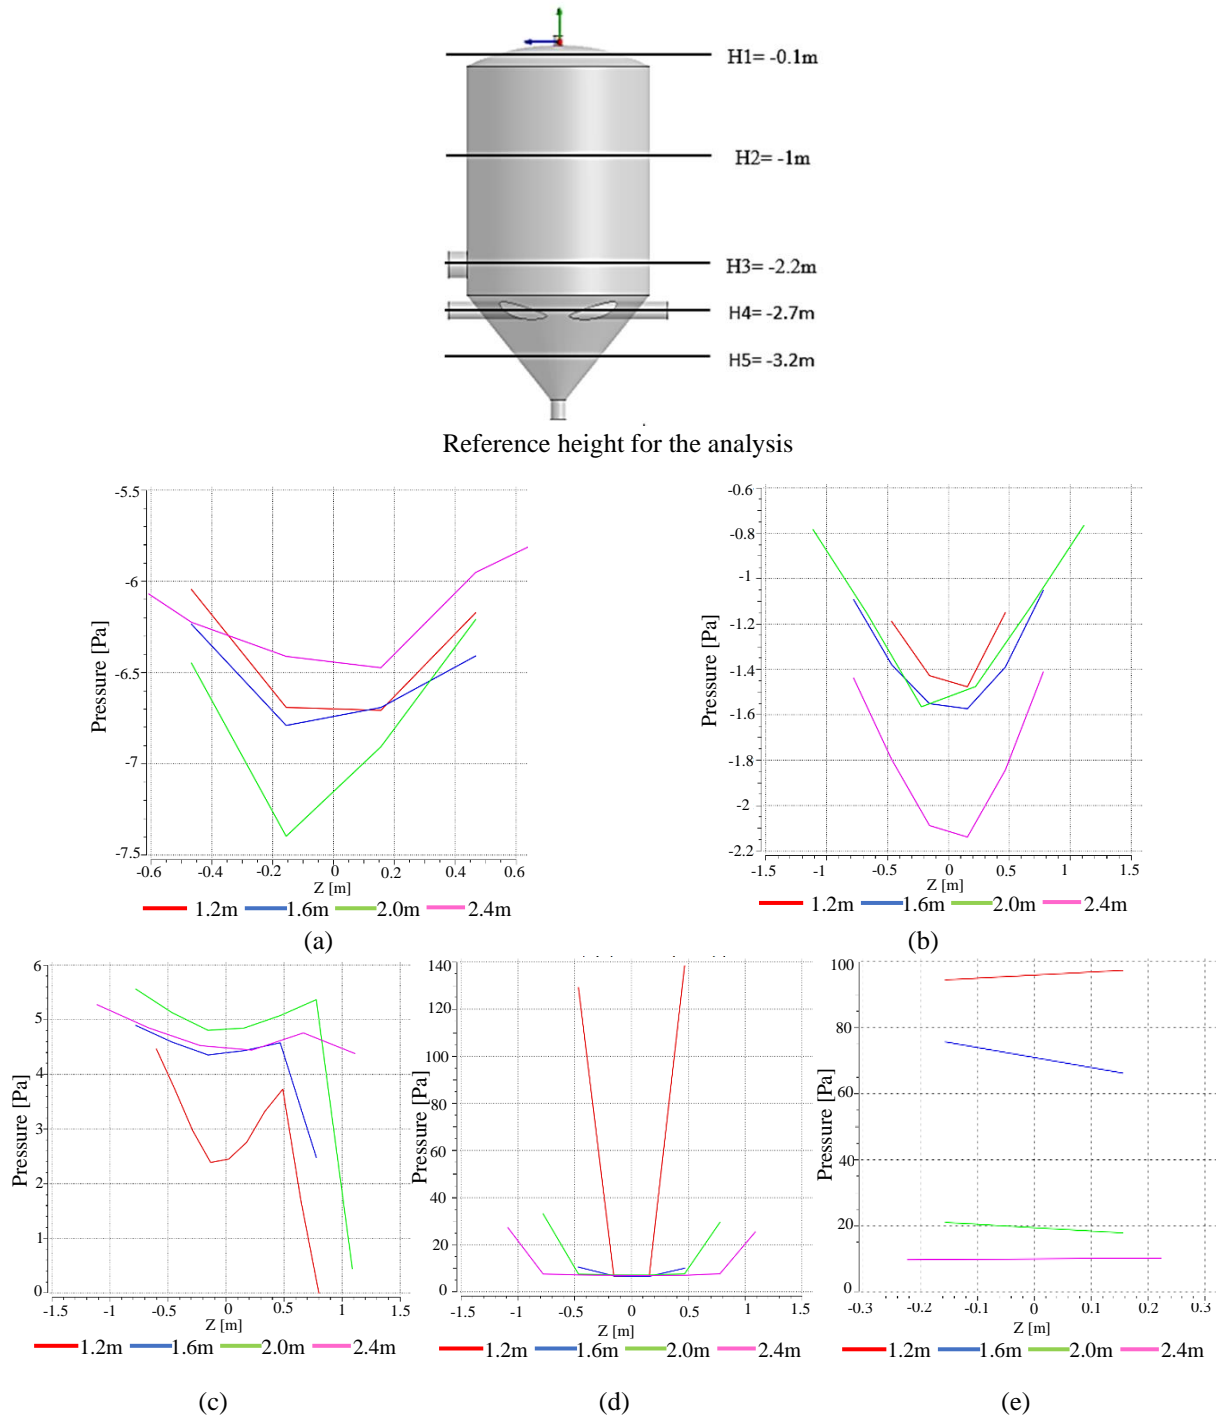 H1= -0.1m
H2= -1m
H3= -2.2m
H4= -2.7m
H5= -3.2m
Reference height for the analysis
-5.5
-6
-6.5
-7
-7.5
Pressure [Pa]
-0.6 -0.4 -0.2 0 0.2 0.4 0.6
Z [m]
1.2m 1.6m 2.0m 2.4m
(a)
-0.6
-0.8
-1
-1.2
-1.4
-1.6
-1.8
-2
-2.2
Pressure [Pa]
-1.5 -1 -0.5 0 0.5 1 1.5
Z [m]
1.2m 1.6m 2.0m 2.4m
(b)
6
5
4
3
2
1
0
Pressure [Pa]
-1.5 -1 -0.5 0 0.5 1 1.5
Z [m]
1.2m 1.6m 2.0m 2.4m
(c)
140
120
100
80
60
40
20
0
Pressure [Pa]
-1.5 -1 -0.5 0 0.5 1 1.5
Z [m]
1.2m 1.6m 2.0m 2.4m
(d)
100
80
60
40
20
0
Pressure [Pa]
-0.3 -0.2 -0.1 0 0.1 0.2 0.3
Z [m]
1.2m 1.6m 2.0m 2.4m
(e)